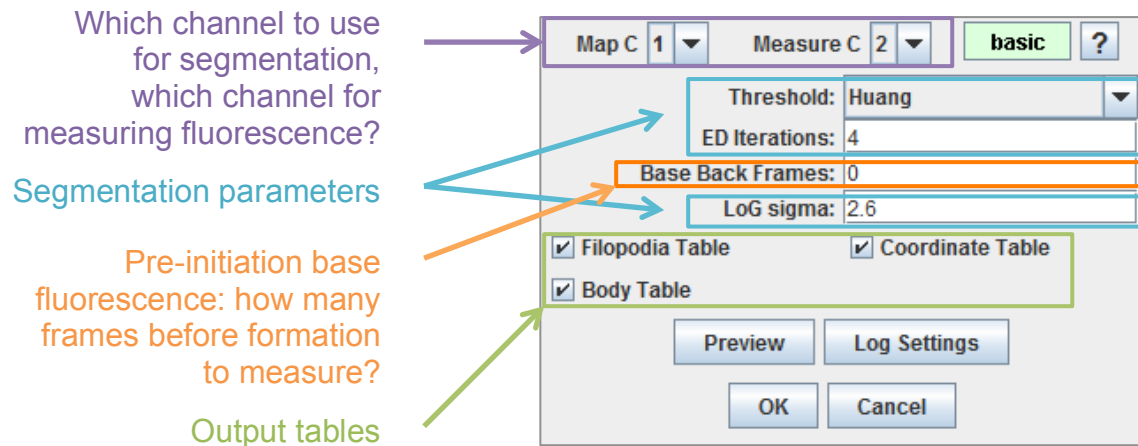 Which channel to use
for segmentation,
which channel for
measuring fluorescence?
Segmentation parameters
Pre-initiation base
fluorescence: how many
frames before formation
to measure?
Output tables
Map C 1 Measure C 2 basic ?
Threshold: Huang
ED Iterations: 4
Base Back Frames: 0
LoG sigma: 2.6
Filopodia Table Coordinate Table
Body Table
Preview Log Settings
OK Cancel